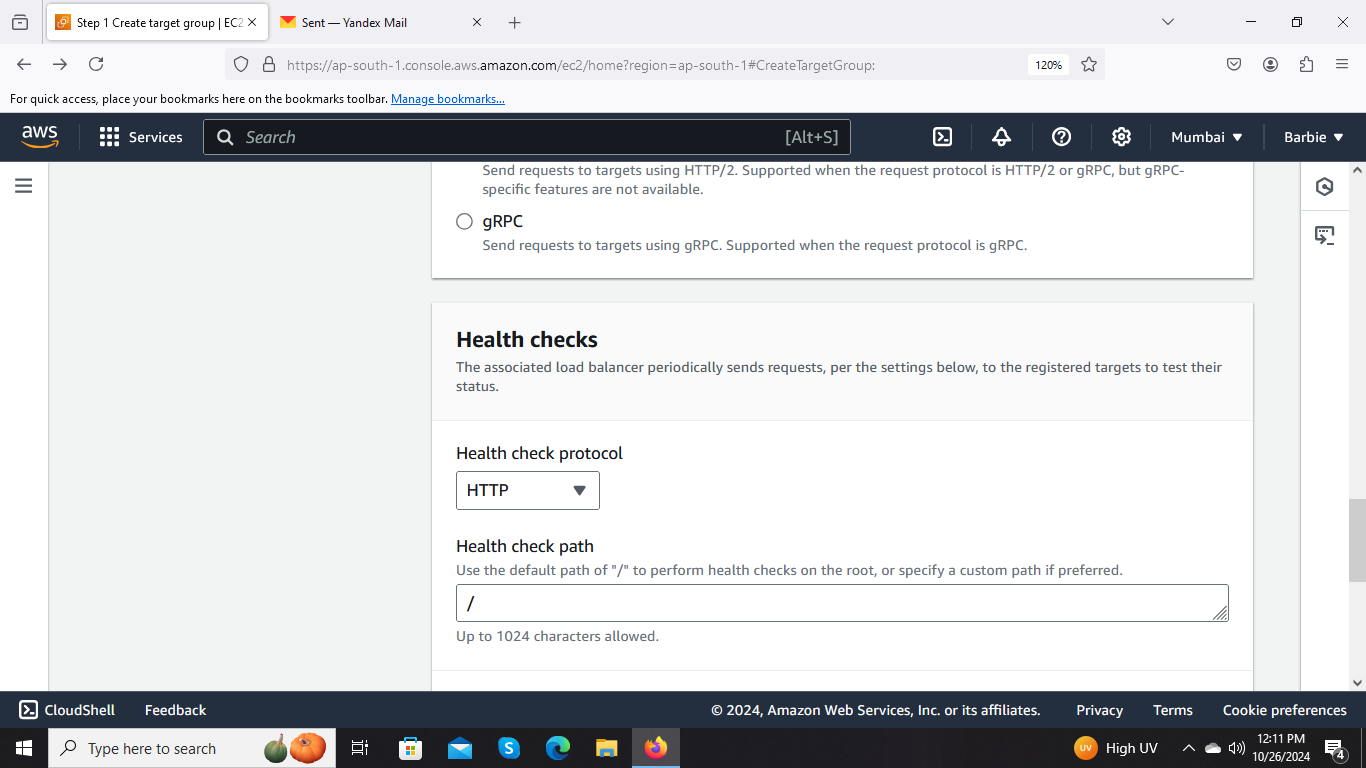 Step 1 Create target group | EC2
Sent — Yandex Mail
https://ap-south-1.console.aws.amazon.com/ec2/home?region=ap-south-1#CreateTargetGroup:
120%
For quick access, place your bookmarks here on the bookmarks toolbar. Manage bookmarks...
aws
Services
Search
[Alt+S]
Mumbai
Barbie
Send requests to targets using HTTP/2. Supported when the request protocol is HTTP/2 or gRPC, but gRPC-
specific features are not available.
gRPC
Send requests to targets using gRPC. Supported when the request protocol is gRPC.
Health checks
The associated load balancer periodically sends requests, per the settings below, to the registered targets to test their
status.
Health check protocol
HTTP
Health check path
Use the default path of "/" to perform health checks on the root, or specify a custom path if preferred.
/
Up to 1024 characters allowed.
CloudShell
Feedback
© 2024, Amazon Web Services, Inc. or its affiliates.
Privacy
Terms
Cookie preferences
Type here to search
UV
High UV
12:11 PM
10/26/2024
4